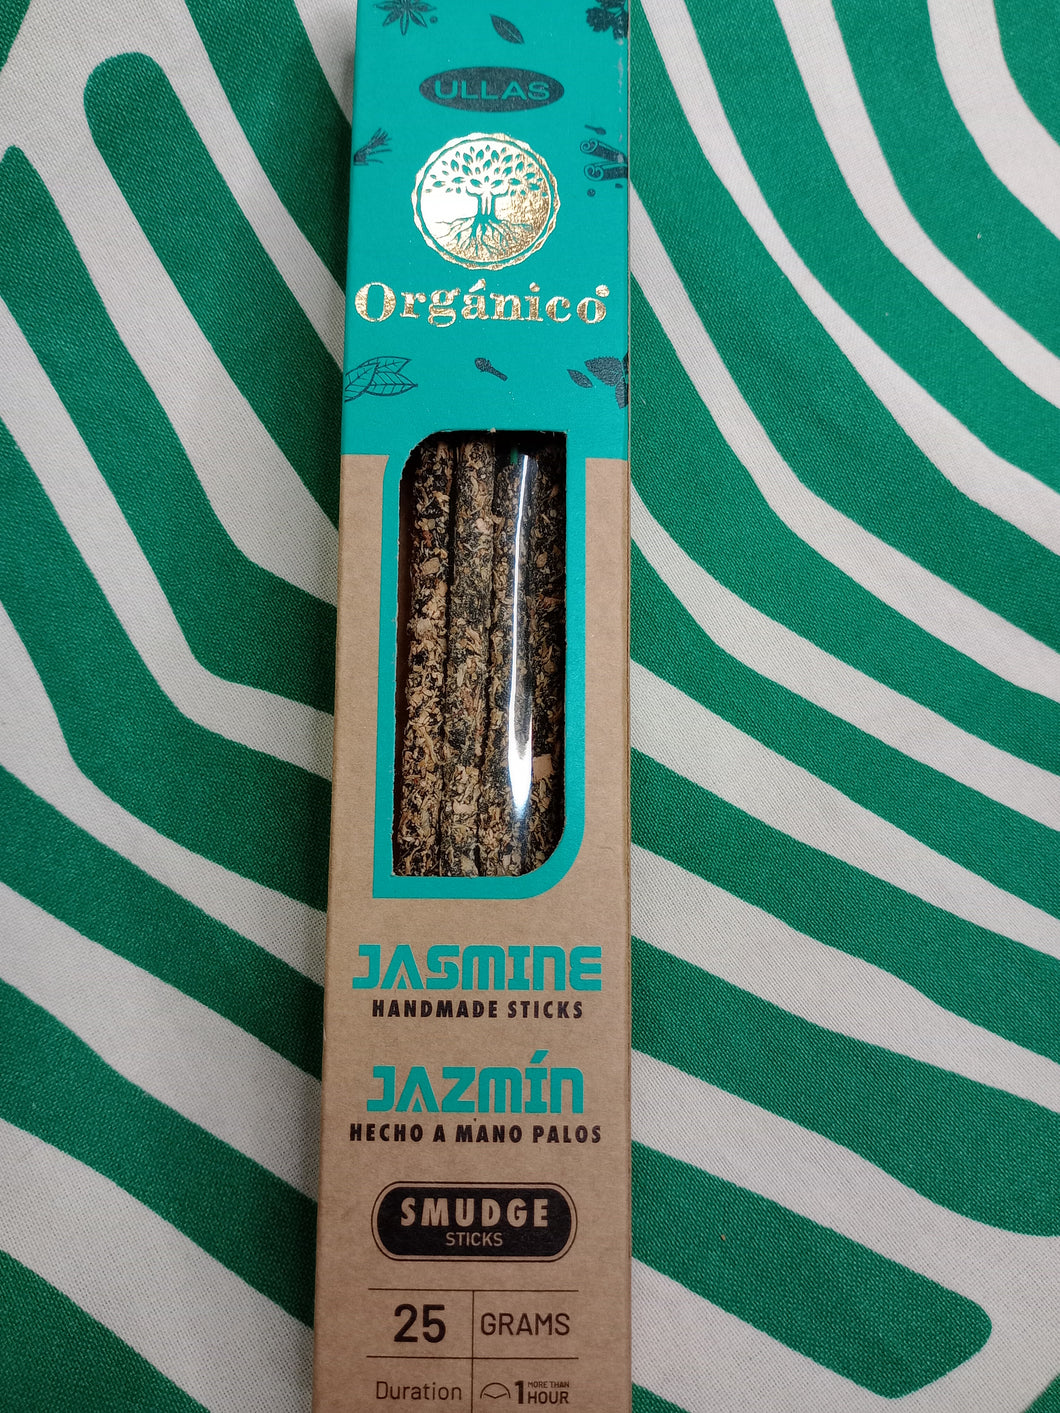 ULLAS
Orgánico
JASMINE
HANDMADE STICKS
JAZMÍN
HECHO A MANO PALOS
SMUDGE
STICKS
25 GRAMS
Duration 1 MORE THAN HOUR